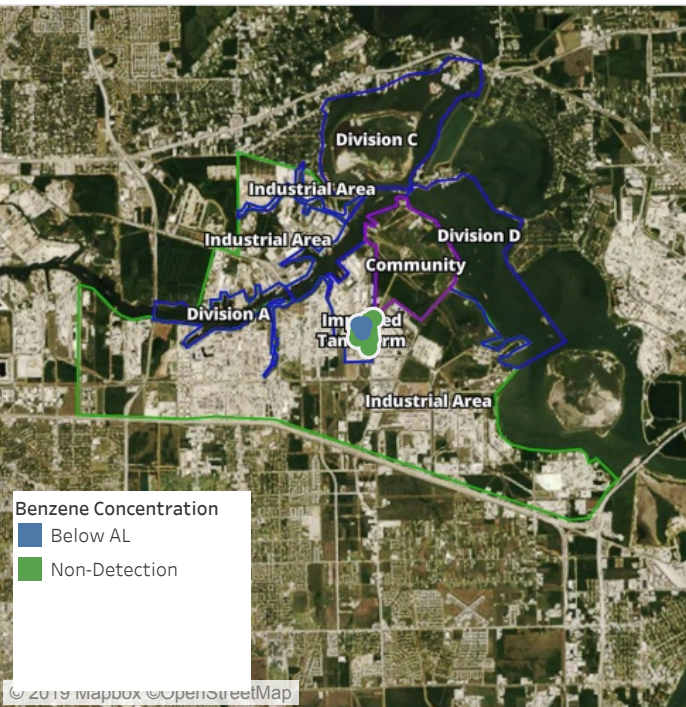 Division C
Industrial Area
Industrial Area
Division D
Community
Division A
Industrial Area
Benzene Concentration
Below AL
Non-Detection
© 2019 Mapbox ©OpenStreetMap